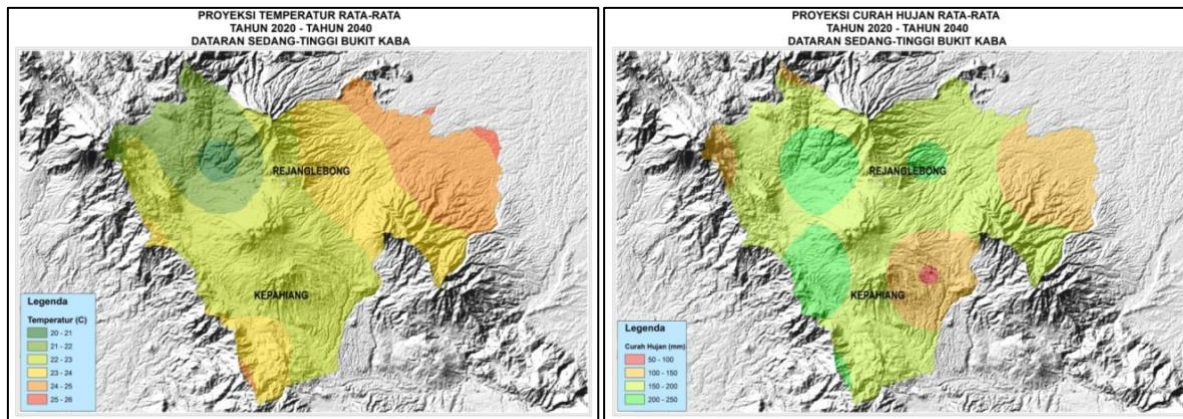 PROYEKSI TEMPERATUR RATA-RATA
TAHUN 2020 - TAHUN 2040
DATARAN SEDANG-TINGGI BUKIT KABA
REJANGLEBONG
KEPAHIANG
Legenda
Temperatur (C)
20 - 21
21 - 22
22 - 23
23 - 24
24 - 25
25 - 26
PROYEKSI CURAH HUJAN RATA-RATA
TAHUN 2020 - TAHUN 2040
DATARAN SEDANG-TINGGI BUKIT KABA
REJANGLEBONG
KEPAHIANG
Legenda
Curah Hujan (mm)
50 - 100
100 - 150
150 - 200
200 - 250